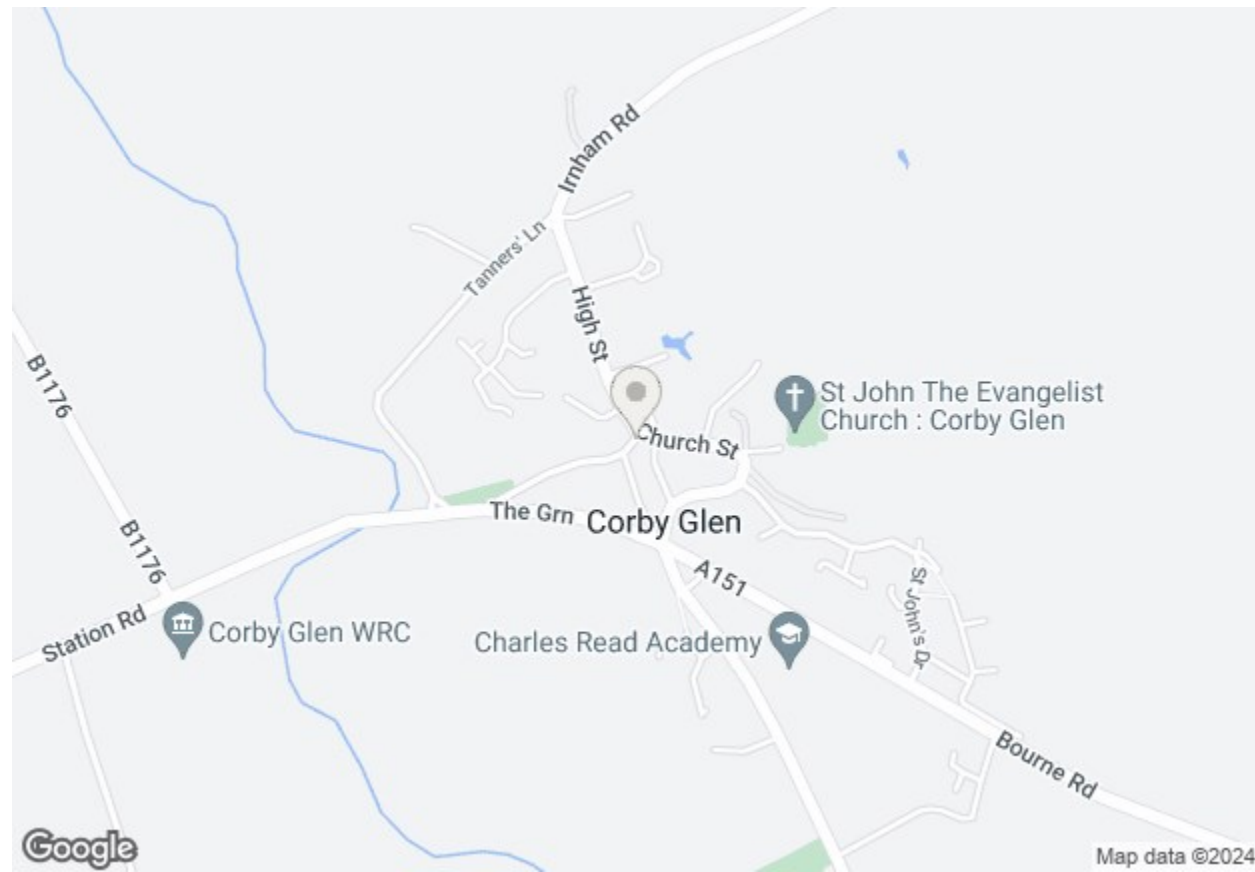 Irnham Rd
Tanners' Ln
High St
B1176
St John The Evangelist
Church : Corby Glen
Church St
The Grn
Corby Glen
B1176
A151
St John's Dr
Station Rd
Corby Glen WRC
Charles Read Academy
Bourne Rd
Google
Map data ©2024